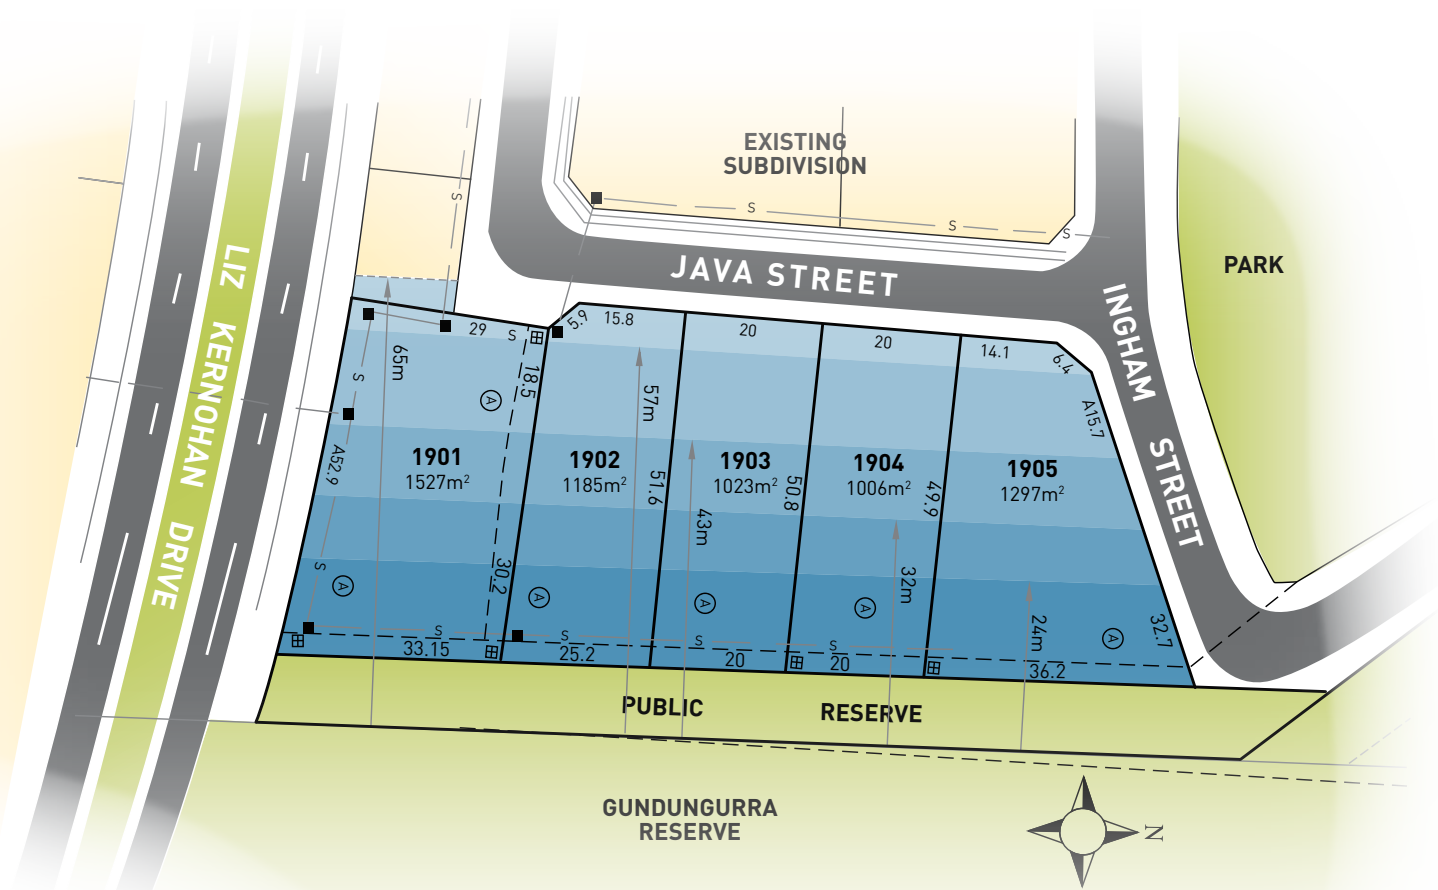 EXISTING
SUBDIVISION
S
S
S
S
PARK
JAVA STREET
INGHAM STREET
LIZ KERNOHAN DRIVE
29
S
5.9
15.8
20
20
14.1
6.4
65m
18.5
A
57m
A15.7
S
A52.9
1901
1527m²
1902
1185m²
51.6
1903
1023m²
50.8
1904
1006m²
49.9
1905
1297m²
43m
32m
24m
S
A
30.2
A
A
A
A
32.7
S
S
S
S
33.15
25.2
20
20
36.2
PUBLIC RESERVE
GUNDUNGURRA
RESERVE
N